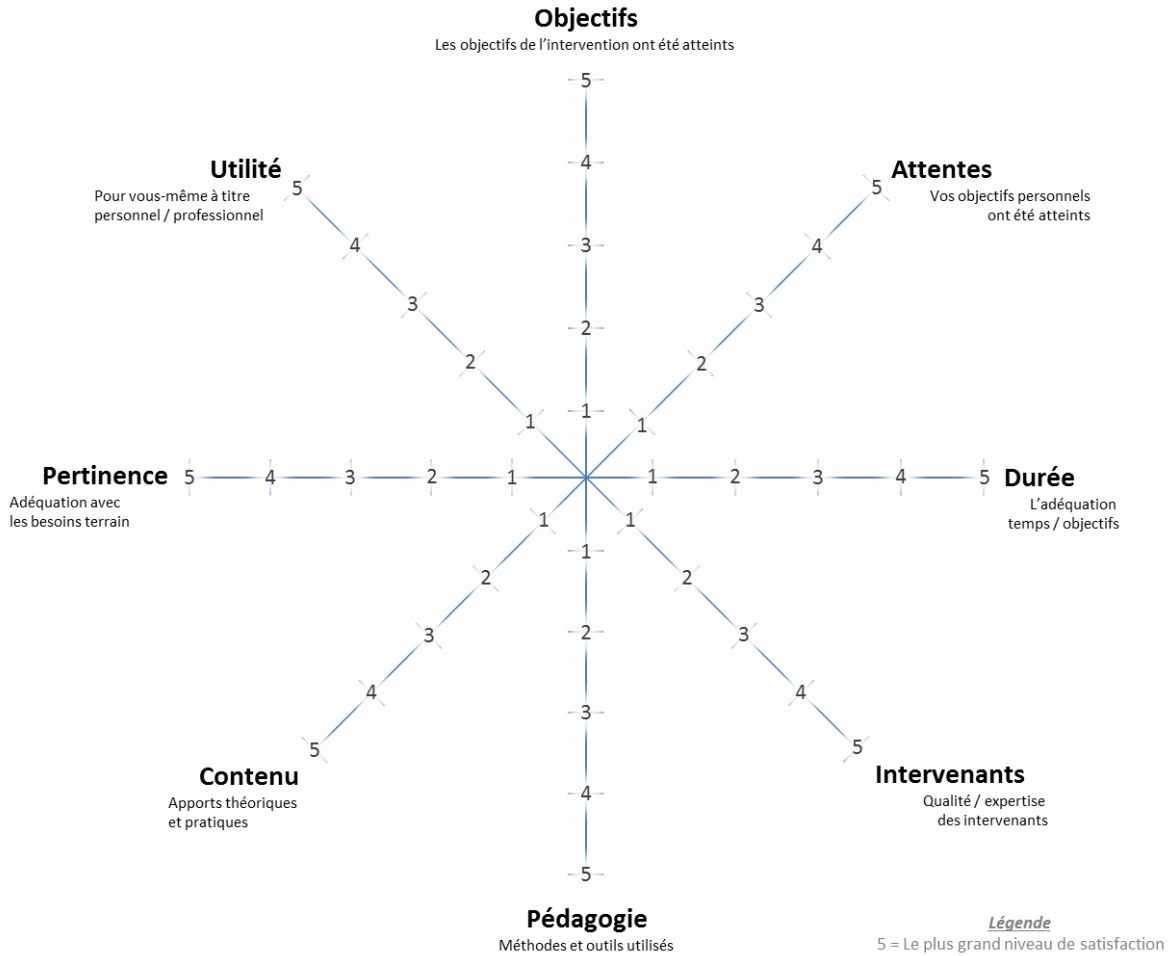 Objectifs
Les objectifs de l'intervention ont été atteints
5
4
3
2
1
Attentes
Vos objectifs personnels
ont été atteints
5
4
3
2
1
Durée
L'adéquation
temps / objectifs
1 2 3 4 5
Intervenants
Qualité / expertise
des intervenants
1
2
3
4
5
Pédagogie
Méthodes et outils utilisés
1
2
3
4
5
Contenu
Apports théoriques
et pratiques
1
2
3
4
5
Pertinence
Adéquation avec
les besoins terrain
5 4 3 2 1
Utilité
Pour vous-même à titre
personnel / professionnel
5
4
3
2
1
Légende
5 = Le plus grand niveau de satisfaction